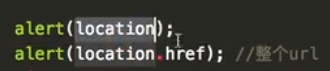 alert(location);
alert(location.href); //整个url